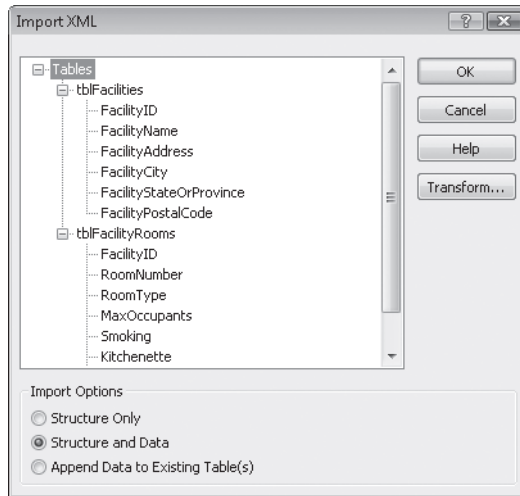 Import XML
Tables
tblFacilities
FacilityID
FacilityName
FacilityAddress
FacilityCity
FacilityStateOrProvince
FacilityPostalCode
tblFacilityRooms
FacilityID
RoomNumber
RoomType
MaxOccupants
Smoking
Kitchenette
OK
Cancel
Help
Transform...
Import Options
Structure Only
Structure and Data
Append Data to Existing Table(s)